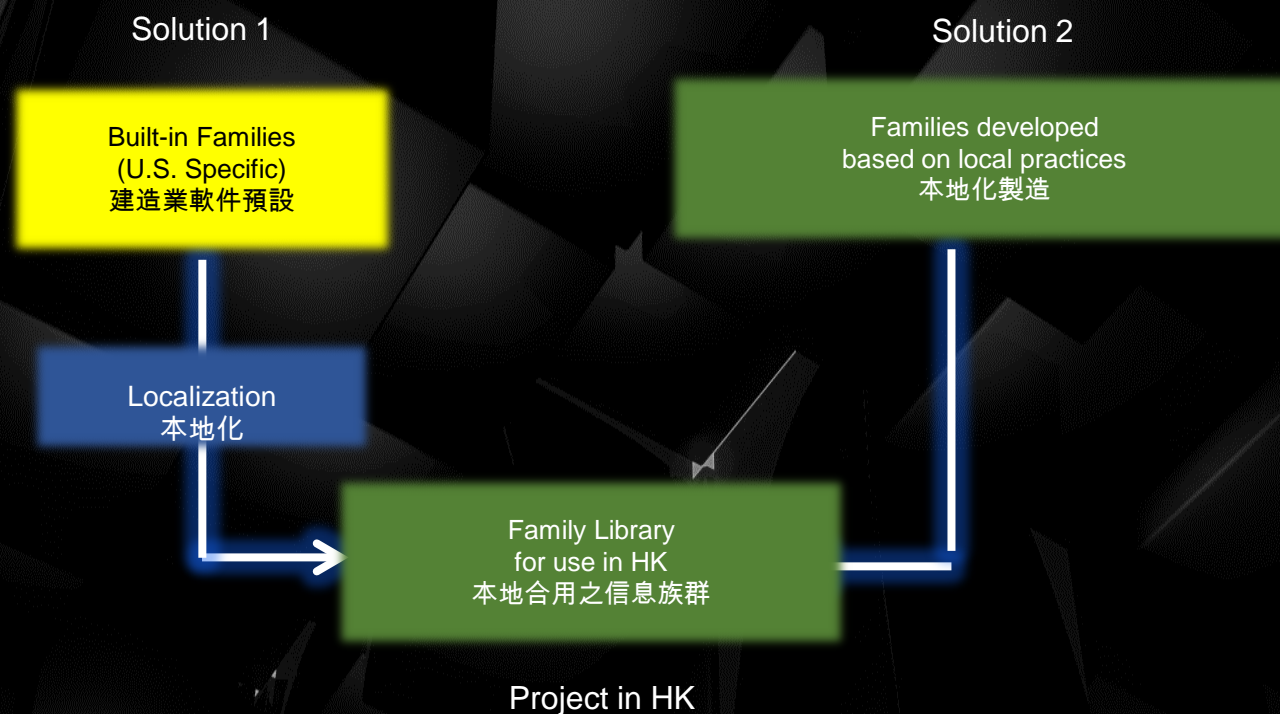 Solution 1
Solution 2
Built-in Families
(U.S. Specific)
建造業軟件預設
Families developed
based on local practices
本地化製造
Localization
本地化
Family Library
for use in HK
本地合用之信息族群
Project in HK